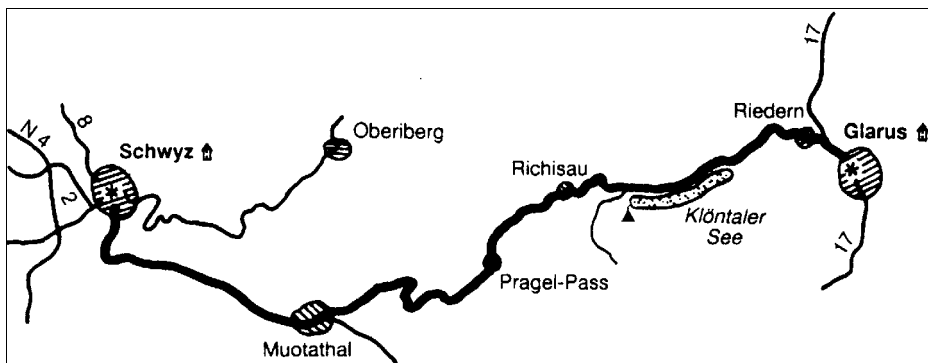 17
N 4
8
Schwyz
Oberiberg
Riedern
Glarus
Richisau
2
Klöntaler
See
Pragel-Pass
17
Muotathal